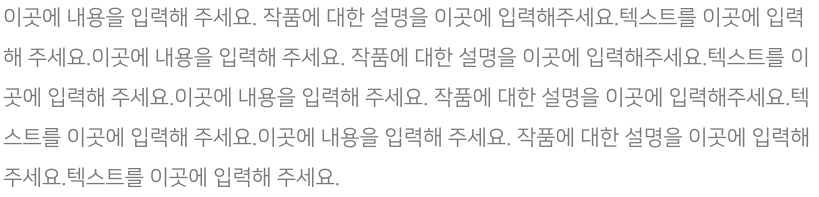 이곳에 내용을 입력해 주세요. 작품에 대한 설명을 이곳에 입력해주세요.텍스트를 이곳에 입력
해 주세요.이곳에 내용을 입력해 주세요. 작품에 대한 설명을 이곳에 입력해주세요.텍스트를 이
곳에 입력해 주세요.이곳에 내용을 입력해 주세요. 작품에 대한 설명을 이곳에 입력해주세요.텍
스트를 이곳에 입력해 주세요.이곳에 내용을 입력해 주세요. 작품에 대한 설명을 이곳에 입력해
주세요.텍스트를 이곳에 입력해 주세요.